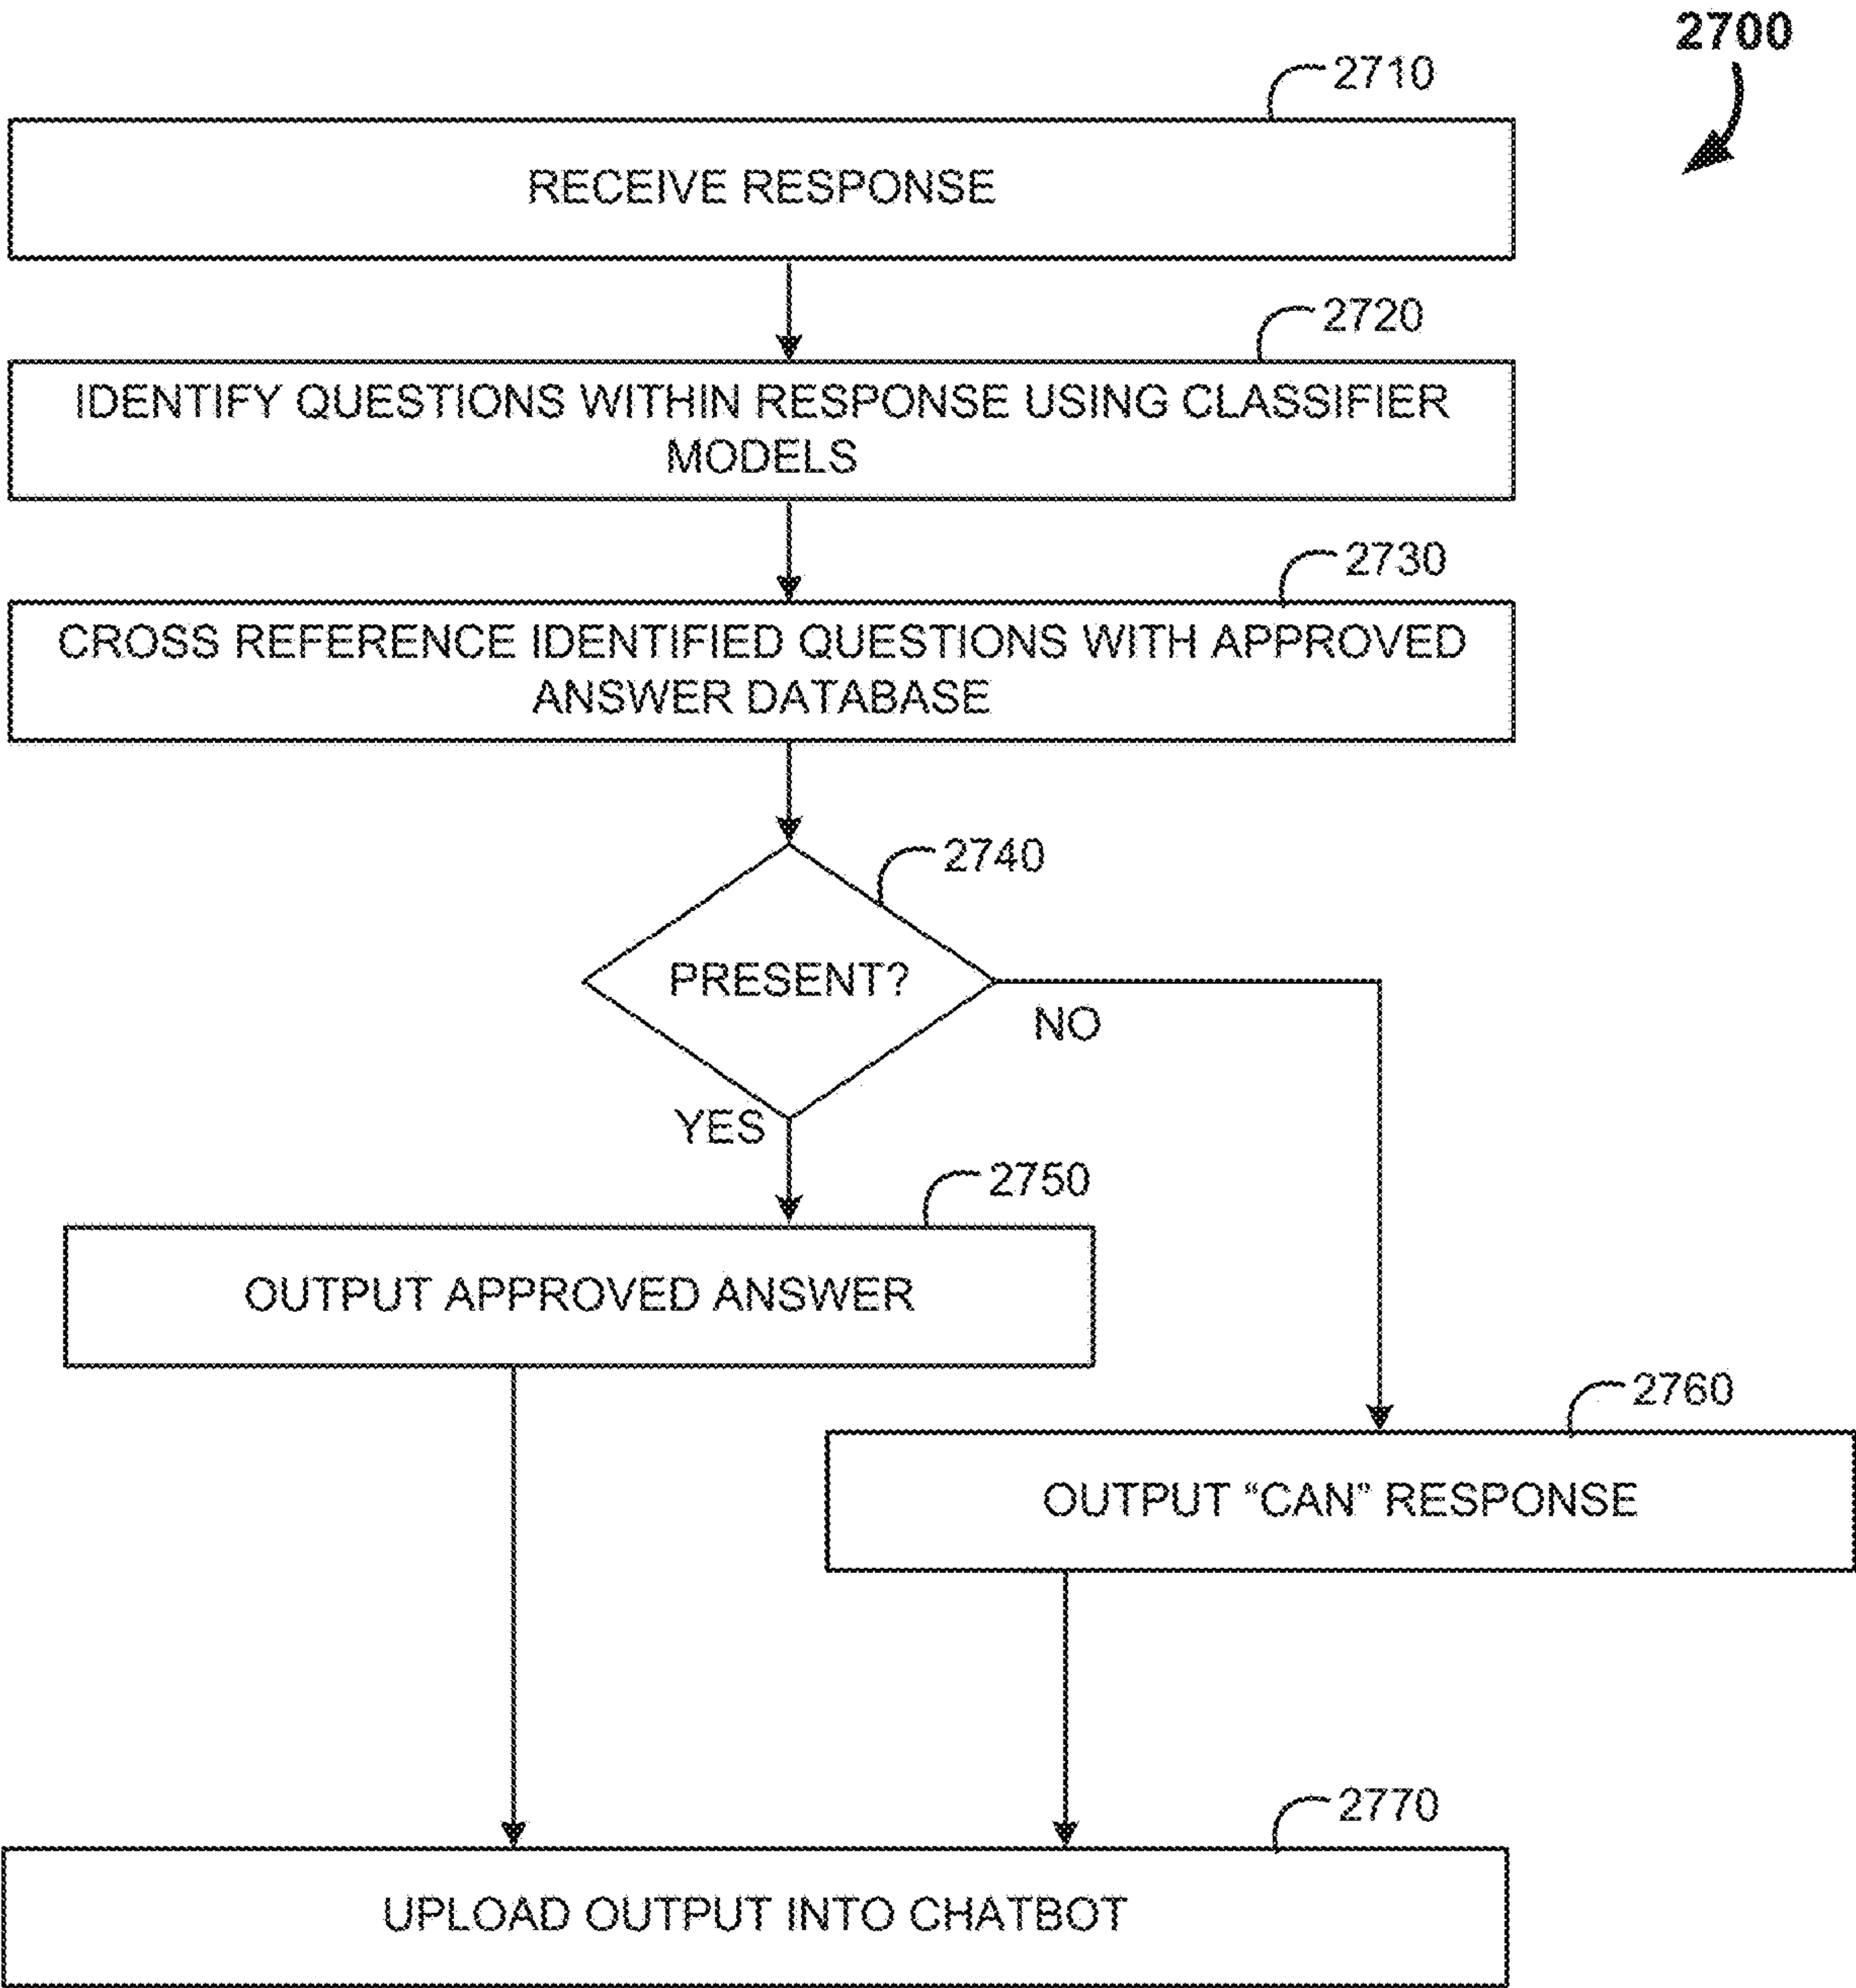 2700
2710
RECEIVE RESPONSE
2720
IDENTIFY QUESTIONS WITHIN RESPONSE USING CLASSIFIER
MODELS
2730
CROSS REFERENCE IDENTIFIED QUESTIONS WITH APPROVED
ANSWER DATABASE
2740
PRESENT?
NO
YES
2750
OUTPUT APPROVED ANSWER
2760
OUTPUT “CAN” RESPONSE
2770
UPLOAD OUTPUT INTO CHATBOT